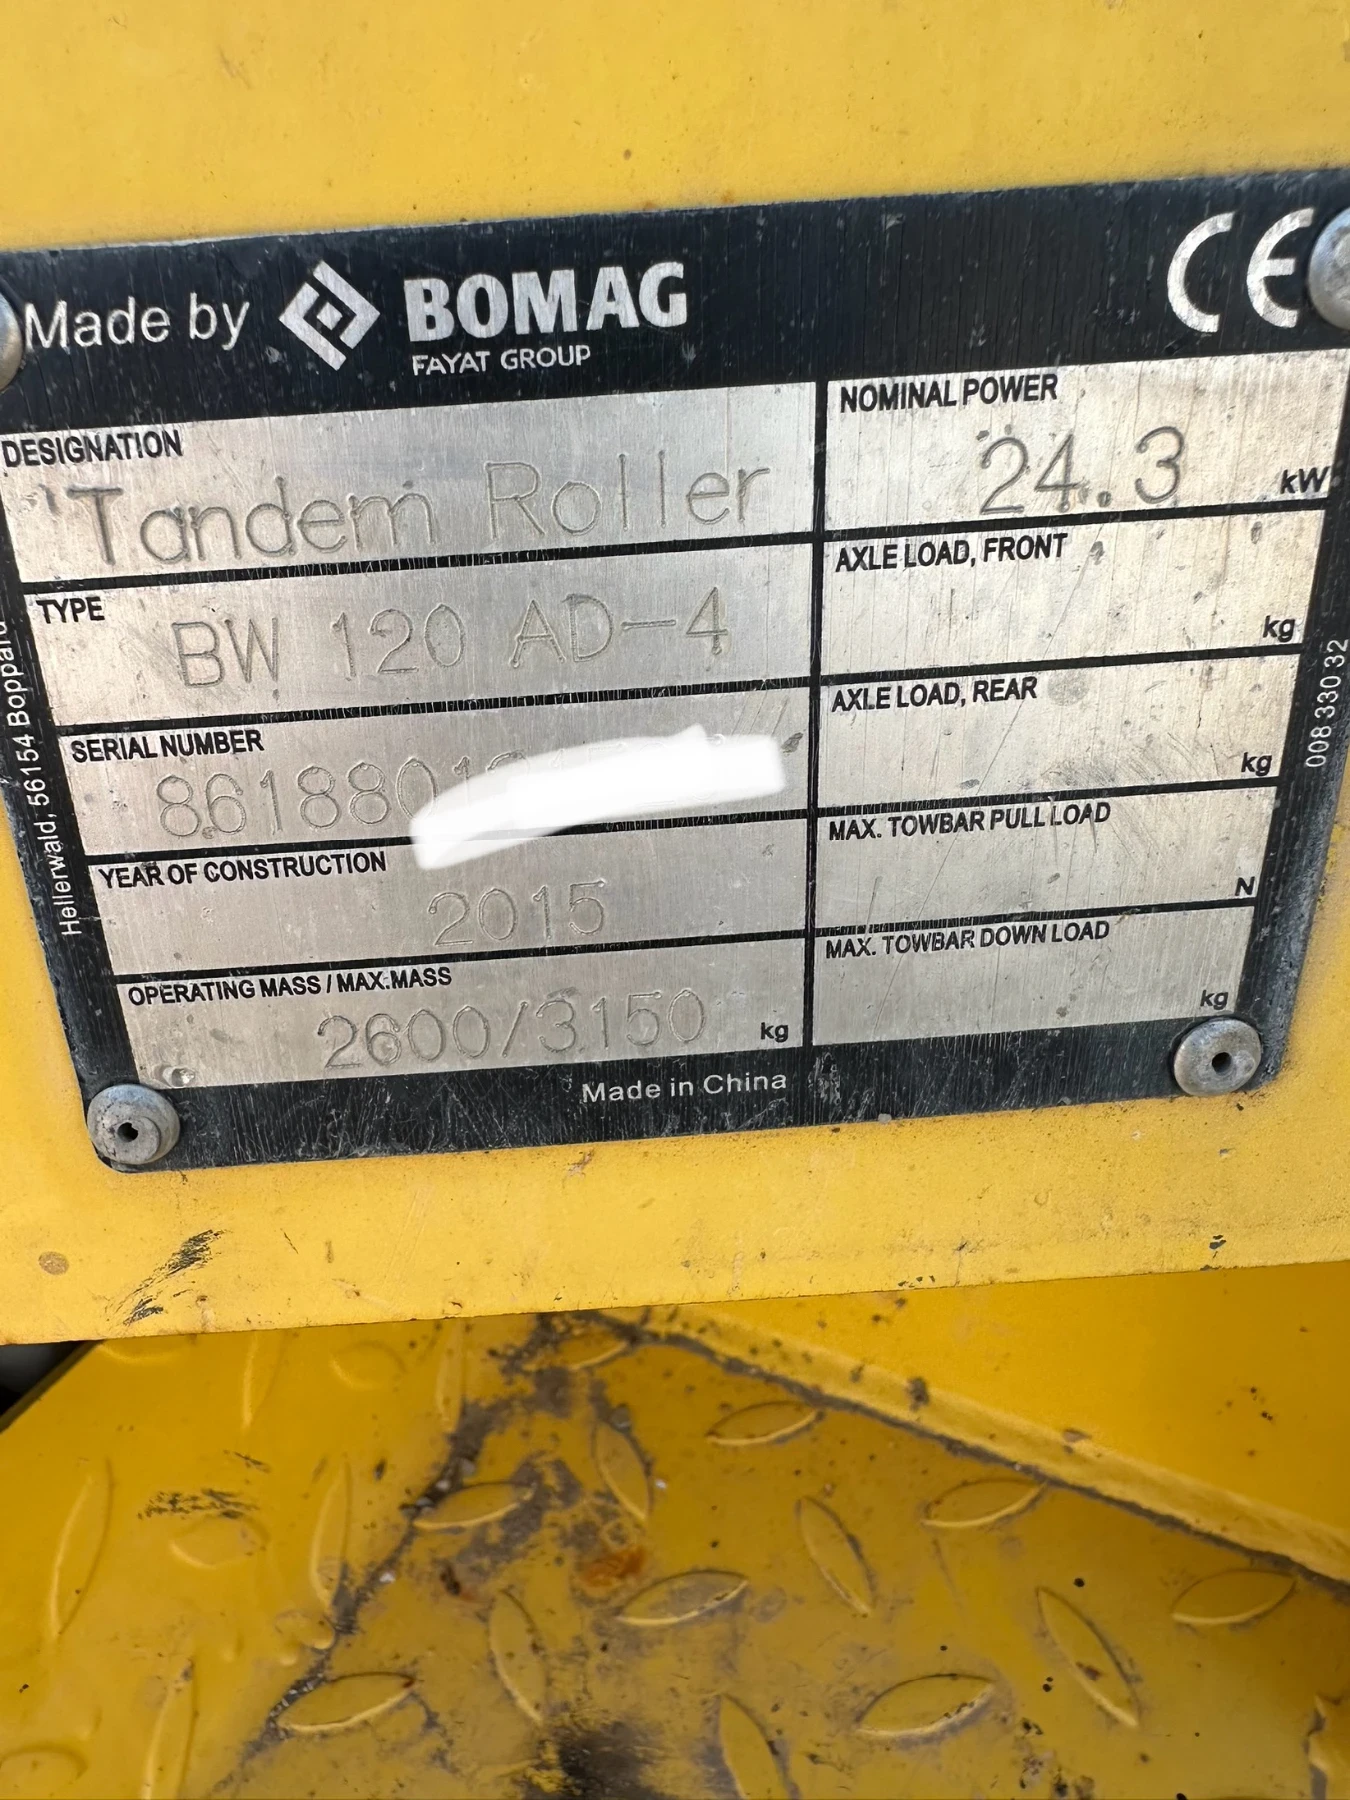 Made by BOMAG
FAYAT GROUP
CE
DESIGNATION
Tandem Roller
NOMINAL POWER
24.3 kW
TYPE
BW 120 AD-4
AXLE LOAD, FRONT
kg
SERIAL NUMBER
AXLE LOAD, REAR
kg
YEAR OF CONSTRUCTION
2015
MAX. TOWBAR PULL LOAD
N
OPERATING MASS / MAX.MASS
2600/3150 kg
MAX. TOWBAR DOWN LOAD
kg
Made in China
Hellerwald, 56154 Boppard
008 330 32